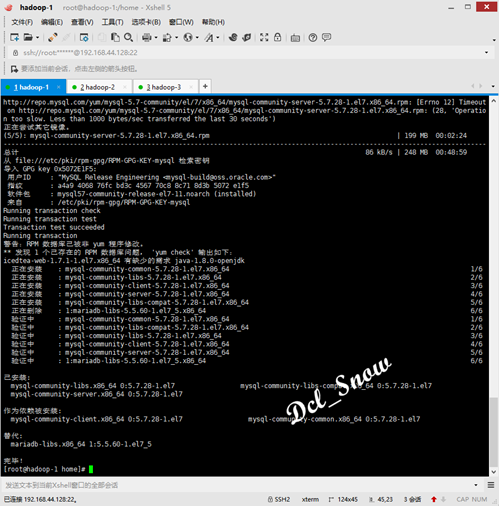 hadoop-1    root@hadoop-1:/home - Xshell 5
文件(F)  编辑(E)  查看(V)  工具(T)  选项卡(B)  窗口(W)  帮助(H)
ssh://root:******@192.168.44.128:22
要添加当前会话，点击左侧的箭头按钮。
1 hadoop-1  2 hadoop-2  3 hadoop-3
http://repo.mysql.com/yum/mysql-5.7-community/el/7/x86_64/mysql-community-server-5.7.28-1.el7.x86_64.rpm: [Errno 12] Timeout
on http://repo.mysql.com/yum/mysql-5.7-community/el/7/x86_64/mysql-community-server-5.7.28-1.el7.x86_64.rpm: (28, 'Operatio
n too slow. Less than 1000 bytes/sec transferred the last 30 seconds')
正在尝试其它镜像。
(5/5): mysql-community-server-5.7.28-1.el7.x86_64.rpm | 199 MB  00:02:24
总计 86 kB/s | 248 MB  00:48:59
从 file:///etc/pki/rpm-gpg/RPM-GPG-KEY-mysql 检索密钥
导入 GPG key 0x5072E1F5:
用户ID : "MySQL Release Engineering <mysql-build@oss.oracle.com>"
指纹 : a4a9 4068 76fc bd3c 4567 70c8 8c71 8d3b 5072 e1f5
软件包 : mysql57-community-release-el7-11.noarch (installed)
来自 : /etc/pki/rpm-gpg/RPM-GPG-KEY-mysql
Running transaction check
Running transaction test
Transaction test succeeded
Running transaction
警告：RPM 数据库已被非 yum 程序修改。
** 发现 1 个已存在的 RPM 数据库问题， 'yum check' 输出如下：
icedtea-web-1.7.1-1.el7.x86_64 有缺少的需求 java-1.8.0-openjdk
正在安装 : mysql-community-common-5.7.28-1.el7.x86_64 1/6
正在安装 : mysql-community-libs-5.7.28-1.el7.x86_64 2/6
正在安装 : mysql-community-client-5.7.28-1.el7.x86_64 3/6
正在安装 : mysql-community-server-5.7.28-1.el7.x86_64 4/6
正在安装 : mysql-community-libs-compat-5.7.28-1.el7.x86_64 5/6
正在删除 : 1:mariadb-libs-5.5.60-1.el7_5.x86_64 6/6
验证中 : mysql-community-common-5.7.28-1.el7.x86_64 1/6
验证中 : mysql-community-libs-compat-5.7.28-1.el7.x86_64 2/6
验证中 : mysql-community-libs-5.7.28-1.el7.x86_64 3/6
验证中 : mysql-community-client-5.7.28-1.el7.x86_64 4/6
验证中 : mysql-community-server-5.7.28-1.el7.x86_64 5/6
验证中 : 1:mariadb-libs-5.5.60-1.el7_5.x86_64 6/6
已安装:
mysql-community-libs.x86_64 0:5.7.28-1.el7 mysql-community-libs-compat.x86_64 0:5.7.28-1.el7
mysql-community-server.x86_64 0:5.7.28-1.el7
Dcl_Snow
作为依赖被安装:
mysql-community-client.x86_64 0:5.7.28-1.el7 mysql-community-common.x86_64 0:5.7.28-1.el7
替代:
mariadb-libs.x86_64 1:5.5.60-1.el7_5
完毕！
[root@hadoop-1 home]#
发送文本到当前Xshell窗口的全部会话
已连接 192.168.44.128:22。  SSH2  xterm  124x45  45,23  3 会话  CAP NUM